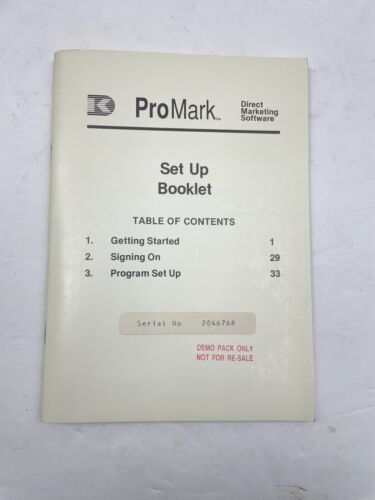 ProMark™
Direct
Marketing
Software
Set Up
Booklet
TABLE OF CONTENTS
1. Getting Started 1
2. Signing On 29
3. Program Set Up 33
Serial No 2046768
DEMO PACK ONLY
NOT FOR RE-SALE